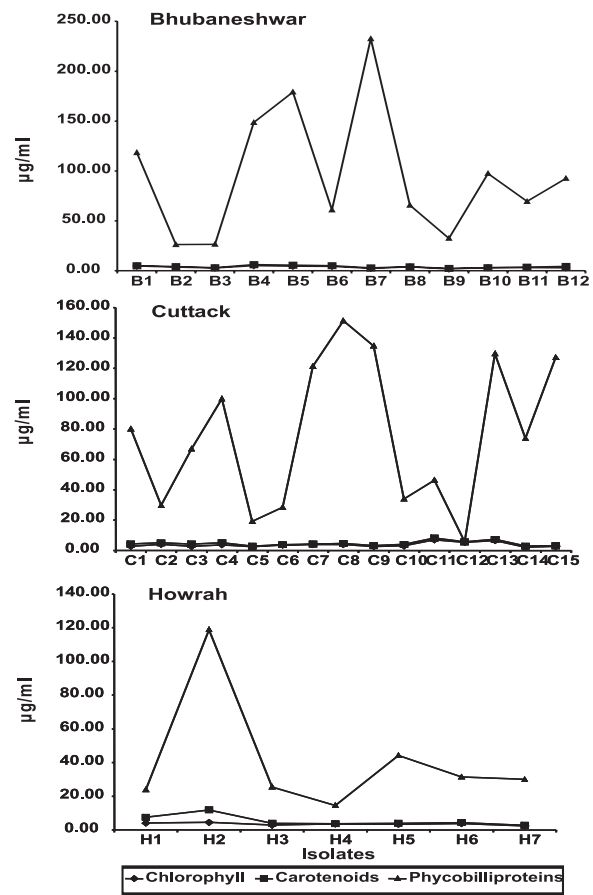 Bhubaneshwar
250.00
200.00
150.00
100.00
50.00
0.00
µg/ml
B1 B2 B3 B4 B5 B6 B7 B8 B9 B10 B11 B12
Cuttack
160.00
140.00
120.00
100.00
80.00
60.00
40.00
20.00
0.00
µg/ml
C1 C2 C3 C4 C5 C6 C7 C8 C9 C10 C11 C12 C13 C14 C15
Howrah
140.00
120.00
100.00
80.00
60.00
40.00
20.00
0.00
µg/ml
H1 H2 H3 H4 H5 H6 H7
Isolates
Chlorophyll Carotenoids Phycobilliproteins